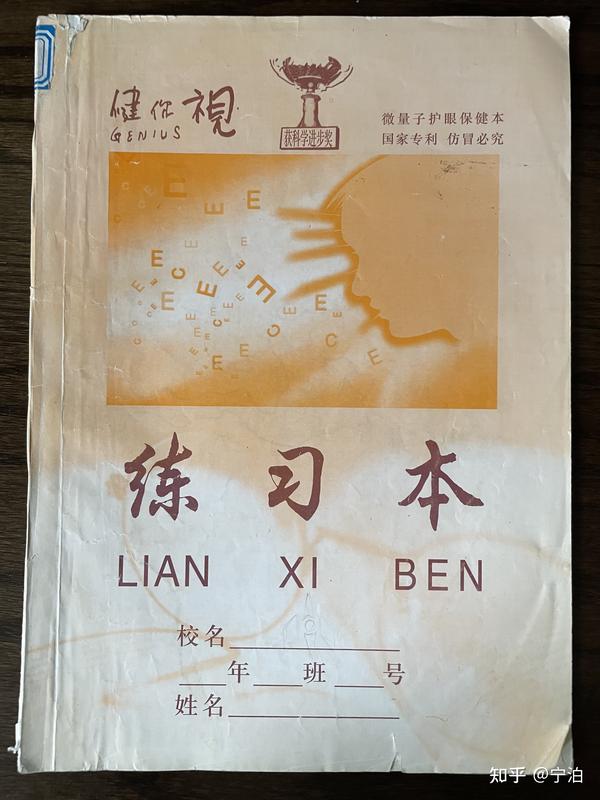 健你視
GENIUS
获科学进步奖
微量子护眼保健本
国家专利 仿冒必究
练习本
LIAN XI BEN
校名
年 班 号
姓名
知乎 @宁泊